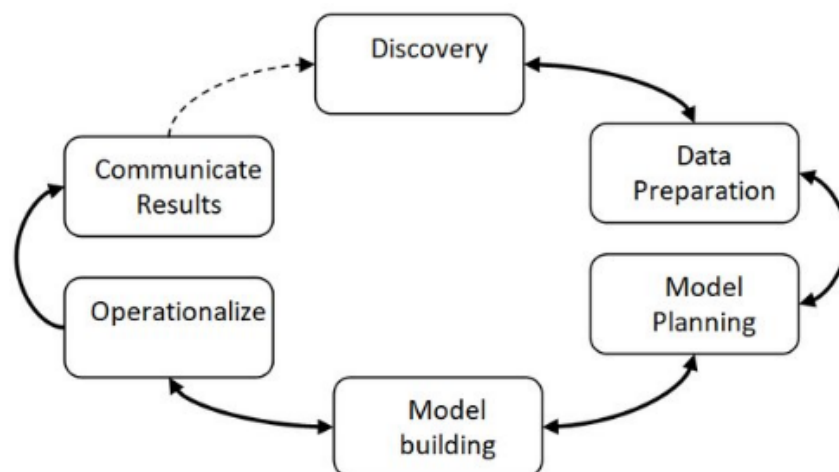 Discovery
Data
Preparation
Model
Planning
Model
building
Operationalize
Communicate
Results